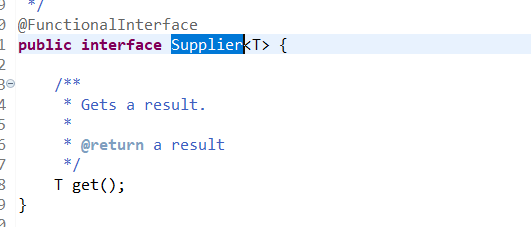 */
@FunctionalInterface
public interface Supplier<T> {
/**
* Gets a result.
*
* @return a result
*/
T get();
}